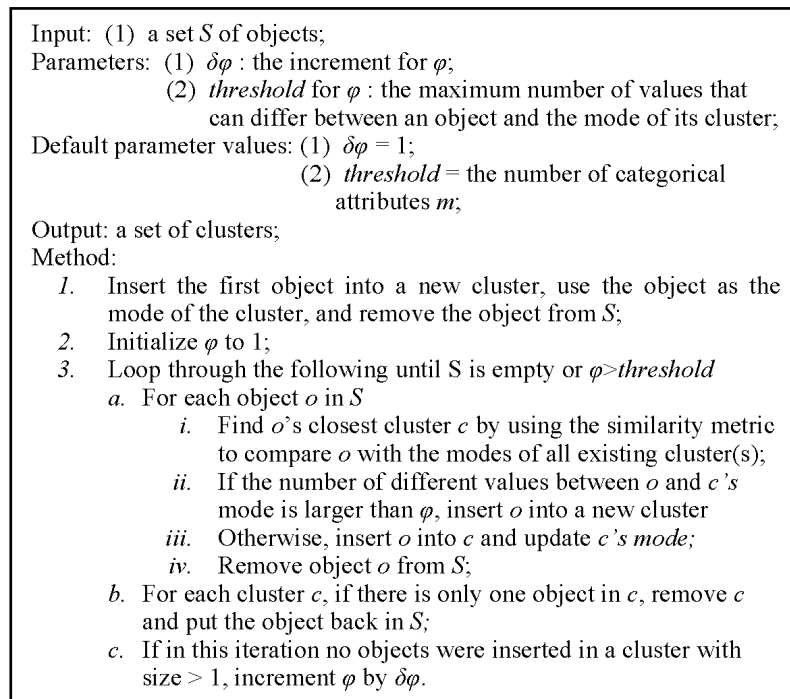 Input: (1) a set S of objects;
Parameters: (1) δφ : the increment for φ;
(2) threshold for φ : the maximum number of values that
can differ between an object and the mode of its cluster;
Default parameter values: (1) δφ = 1;
(2) threshold = the number of categorical
attributes m;
Output: a set of clusters;
Method:
1. Insert the first object into a new cluster, use the object as the
mode of the cluster, and remove the object from S;
2. Initialize φ to 1;
3. Loop through the following until S is empty or φ>threshold
a. For each object o in S
i. Find o's closest cluster c by using the similarity metric
to compare o with the modes of all existing cluster(s);
ii. If the number of different values between o and c's
mode is larger than φ, insert o into a new cluster
iii. Otherwise, insert o into c and update c's mode;
iv. Remove object o from S;
b. For each cluster c, if there is only one object in c, remove c
and put the object back in S;
c. If in this iteration no objects were inserted in a cluster with
size > 1, increment φ by δφ.